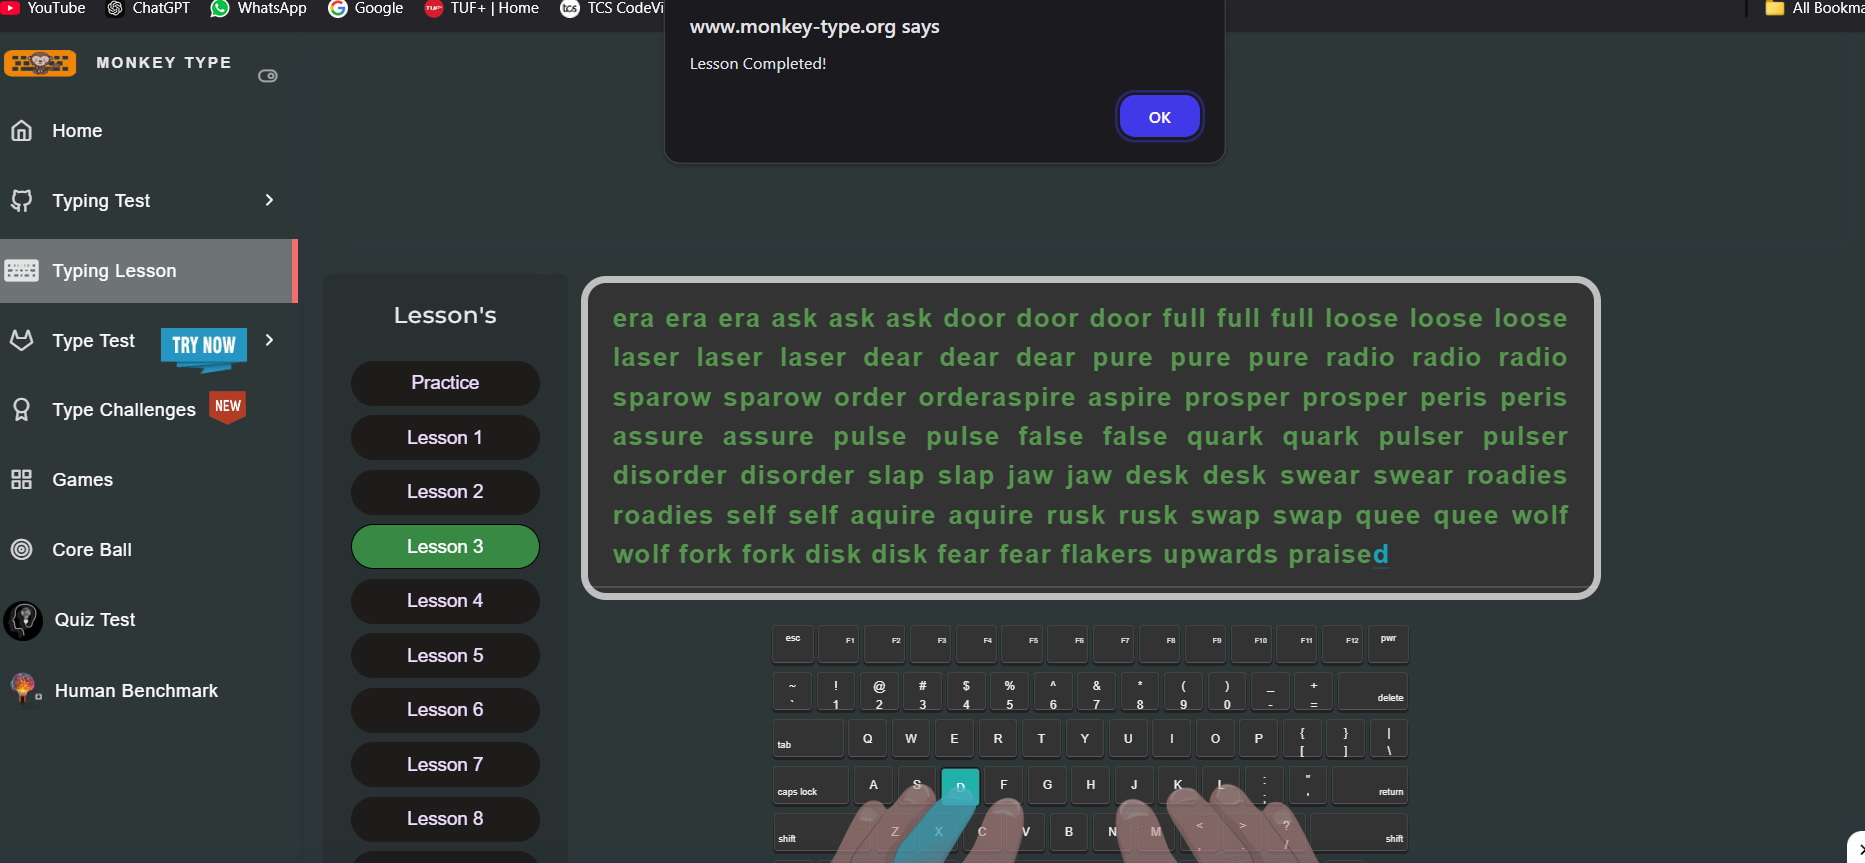 YouTube ChatGPT WhatsApp Google TUF+ | Home TCS CodeVi All Bookma
www.monkey-type.org says
Lesson Completed!
OK
MONKEY TYPE
Home
Typing Test
Typing Lesson
Type Test TRY NOW
Type Challenges NEW
Games
Core Ball
Quiz Test
Human Benchmark
Lesson's
Practice
Lesson 1
Lesson 2
Lesson 3
Lesson 4
Lesson 5
Lesson 6
Lesson 7
Lesson 8
era era era ask ask ask door door door full full full loose loose loose
laser laser laser dear dear dear pure pure pure radio radio radio
sparow sparow order orderaspire aspire prosper prosper peris peris
assure assure pulse pulse false false quark quark pulser pulser
disorder disorder slap slap jaw jaw desk desk swear swear roadies
roadies self self aquire aquire rusk rusk swap swap quee quee wolf
wolf fork fork disk disk fear fear flakers upwards praised
esc F1 F2 F3 F4 F5 F6 F7 F8 F9 F10 F11 F12 pwr
~ ! @ # $ % ^ & * ( ) _ +
` 1 2 3 4 5 6 7 8 9 0 - = delete
tab Q W E R T Y U I O P { [ } ] | \
caps lock A S D F G H J K L : ; " ' return
shift Z X C V B N M < , > . ? / shift